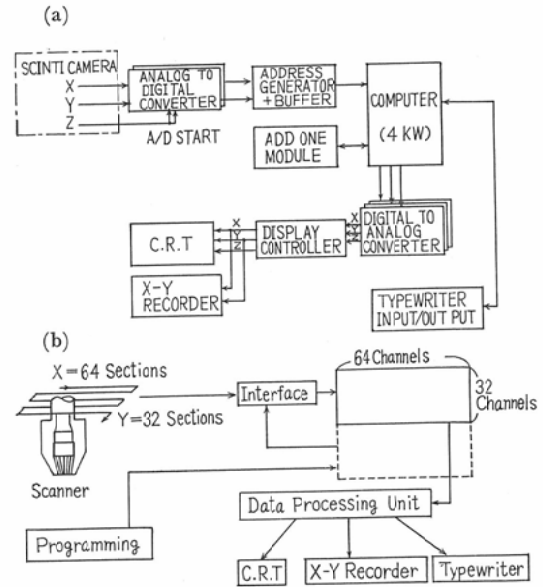 (a)
SCINTI CAMERA
X
Y
Z
ANALOG TO
DIGITAL
CONVERTER
A/D START
ADDRESS
GENERATOR
+BUFFER
COMPUTER
(4 KW)
ADD ONE
MODULE
X
Y
Z
DIGITAL TO
ANALOG
CONVERTER
DISPLAY
CONTROLLER
X
Y
Z
C.R.T
X-Y
RECORDER
TYPEWRITER
INPUT/OUT PUT
(b)
X=64 Sections
Y=32 Sections
Scanner
Interface
64 Channels
32
Channels
Programming
Data Processing Unit
C.R.T
X-Y Recorder
Typewriter